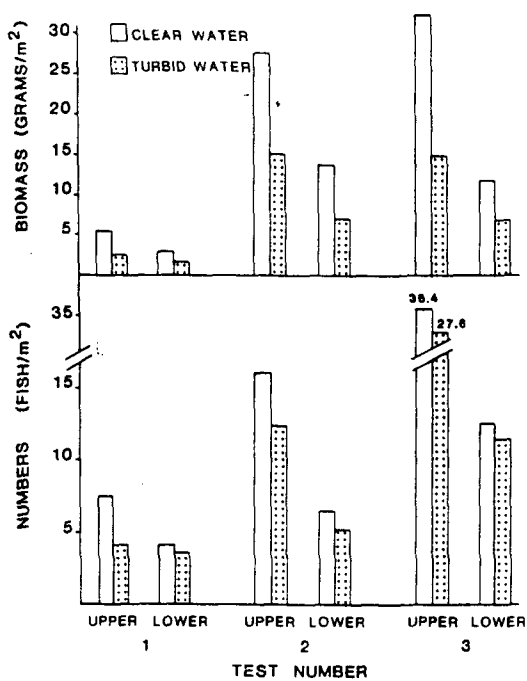 CLEAR WATER
TURBID WATER
BIOMASS (GRAMS/m²)
30
25
20
15
10
5
NUMBERS (FISH/m²)
35
15
10
5
36.4
27.6
UPPER LOWER UPPER LOWER UPPER LOWER
1 2 3
TEST NUMBER